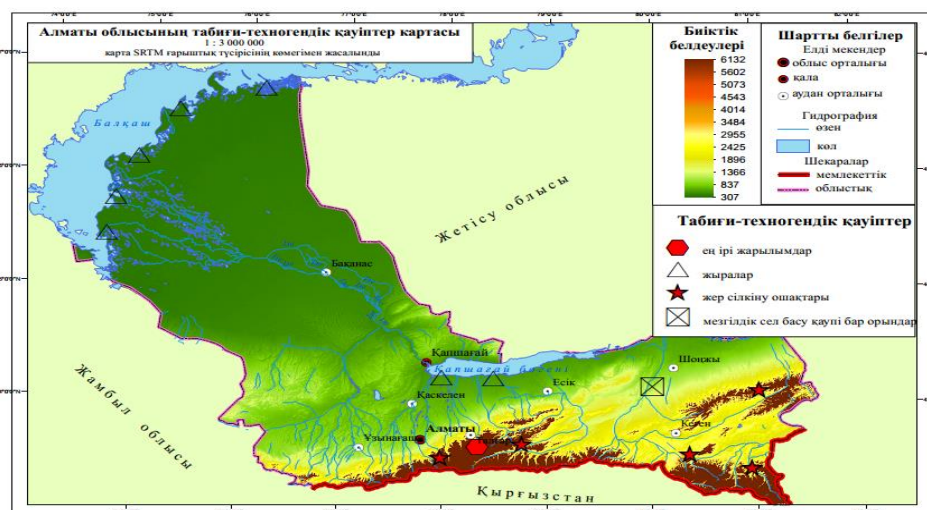 Алматы облысының табиғи-техногендік қауіптер картасы
1 : 3 000 000
карта SRTM ғарыштық түсірісінің көмегімен жасалынды
Биіктік
белдеулері
6132
5602
5073
4543
4014
3484
2955
2425
1896
1366
837
307
Шартты белгілер
Елді мекендер
облыс орталығы
қала
аудан орталығы
Гидрография
өзен
көл
Шекаралар
мемлекеттік
облыстық
Табиғи-техногендік қауіптер
ең ірі жарылымдар
жыралар
жер сілкіну ошақтары
мезгілдік сел басу қаупі бар орындар
Балқаш
Жетісу облысы
Бақанас
Қапшағай
Қапшағай бөгені
Шонжы
Есік
Қаскелен
Алматы
Кеген
Ұзынағаш
Жамбыл облысы
Қырғызстан